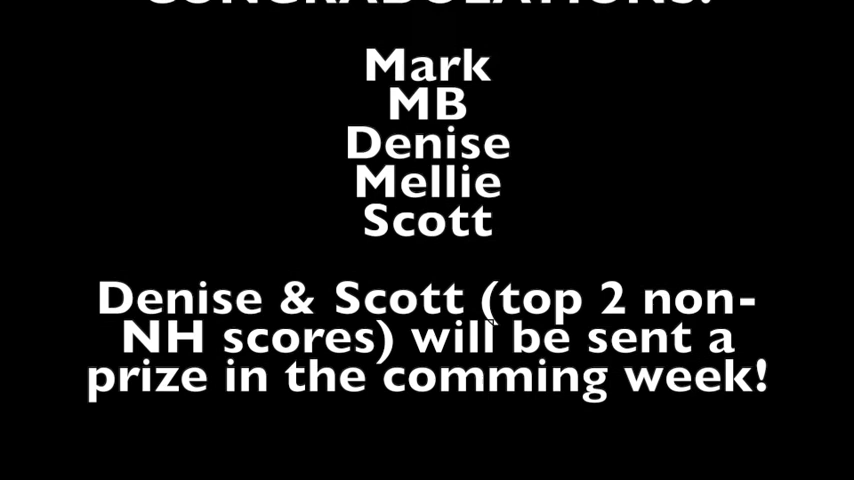 CONGRADULATIONS!
Mark
MB
Denise
Mellie
Scott
Denise & Scott (top 2 non-
NH scores) will be sent a
prize in the comming week!